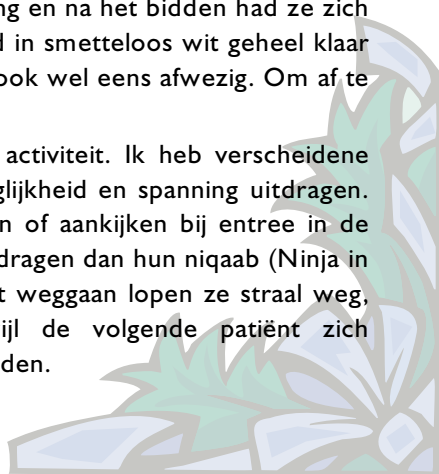 ng en na het bidden had ze zich
d in smetteloos wit geheel klaar
ook wel eens afwezig. Om af te
activiteit. Ik heb verscheidene
glijkheid en spanning uitdragen.
n of aankijken bij entree in de
dragen dan hun niqaab (Ninja in
t weggaan lopen ze straal weg,
ijl de volgende patiënt zich
den.